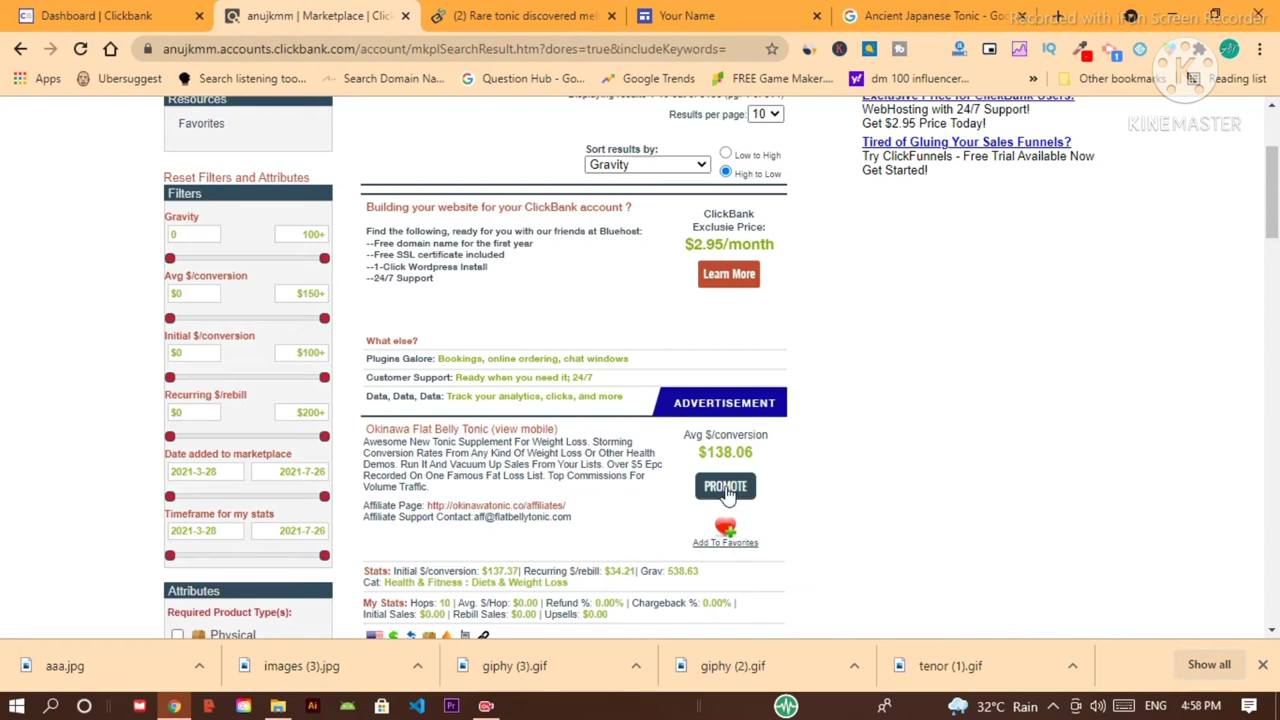 Dashboard | Clickbank
anujkmm | Marketplace | Clic
(2) Rare tonic discovered mel
Your Name
Ancient Japanese Tonic - Go
Recorded with iFun Screen Recorder
anujkmm.accounts.clickbank.com/account/mkplSearchResult.htm?dores=true&includeKeywords=
Apps
Ubersuggest
Search listening too...
Search Domain Na...
Question Hub - Go...
Google Trends
FREE Game Maker...
dm 100 influencer...
»
Other bookmarks
Reading list
KINEMASTER
Resources
Favorites
Results per page: 10
Sort results by:
Gravity
Low to High
High to Low
Exclusive Price for ClickBank Users!
WebHosting with 24/7 Support!
Get $2.95 Price Today!
Tired of Gluing Your Sales Funnels?
Try ClickFunnels - Free Trial Available Now
Get Started!
Reset Filters and Attributes
Filters
Gravity
0 100+
Avg $/conversion
$0 $150+
Initial $/conversion
$0 $100+
Recurring $/rebill
$0 $200+
Date added to marketplace
2021-3-28 2021-7-26
Timeframe for my stats
2021-3-28 2021-7-26
Attributes
Required Product Type(s):
Physical
Building your website for your ClickBank account ?
Find the following, ready for you with our friends at Bluehost:
--Free domain name for the first year
--Free SSL certificate included
--1-Click Wordpress Install
--24/7 Support
ClickBank
Exclusie Price:
$2.95/month
Learn More
What else?
Plugins Galore: Bookings, online ordering, chat windows
Customer Support: Ready when you need it; 24/7
Data, Data, Data: Track your analytics, clicks, and more
ADVERTISEMENT
Okinawa Flat Belly Tonic (view mobile)
Awesome New Tonic Supplement For Weight Loss. Storming
Conversion Rates From Any Kind Of Weight Loss Or Other Health
Demos. Run It And Vacuum Up Sales From Your Lists. Over $5 Epc
Recorded On One Famous Fat Loss List. Top Commissions For
Volume Traffic.
Affiliate Page: http://okinawatonic.co/affiliates/
Affiliate Support Contact:aff@flatbellytonic.com
Avg $/conversion
$138.06
PROMOTE
Add To Favorites
Stats: Initial $/conversion: $137.37| Recurring $/rebill: $34.21| Grav: 538.63
Cat: Health & Fitness : Diets & Weight Loss
My Stats: Hops: 10 | Avg. $/Hop: $0.00 | Refund %: 0.00% | Chargeback %: 0.00% |
Initial Sales: $0.00 | Rebill Sales: $0.00 | Upsells: $0.00
aaa.jpg
images (3).jpg
giphy (3).gif
giphy (2).gif
tenor (1).gif
Show all
32°C Rain
ENG
4:58 PM